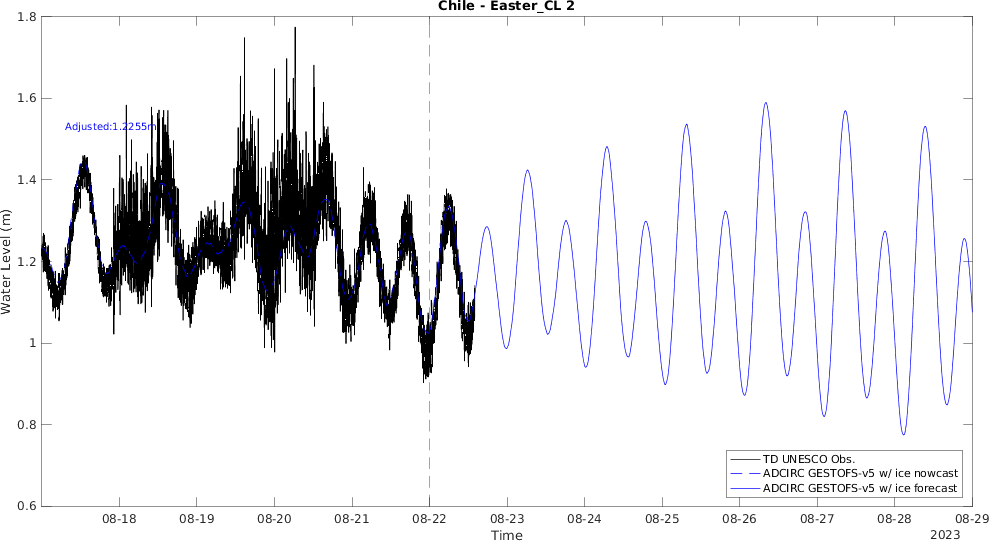 Chile - Easter_CL 2
1.8
1.6
1.4
1.2
1
0.8
0.6
Water Level (m)
Adjusted:1.2255m
TD UNESCO Obs.
ADCIRC GESTOFS-v5 w/ ice nowcast
ADCIRC GESTOFS-v5 w/ ice forecast
08-18 08-19 08-20 08-21 08-22 08-23 08-24 08-25 08-26 08-27 08-28 08-29
Time
2023